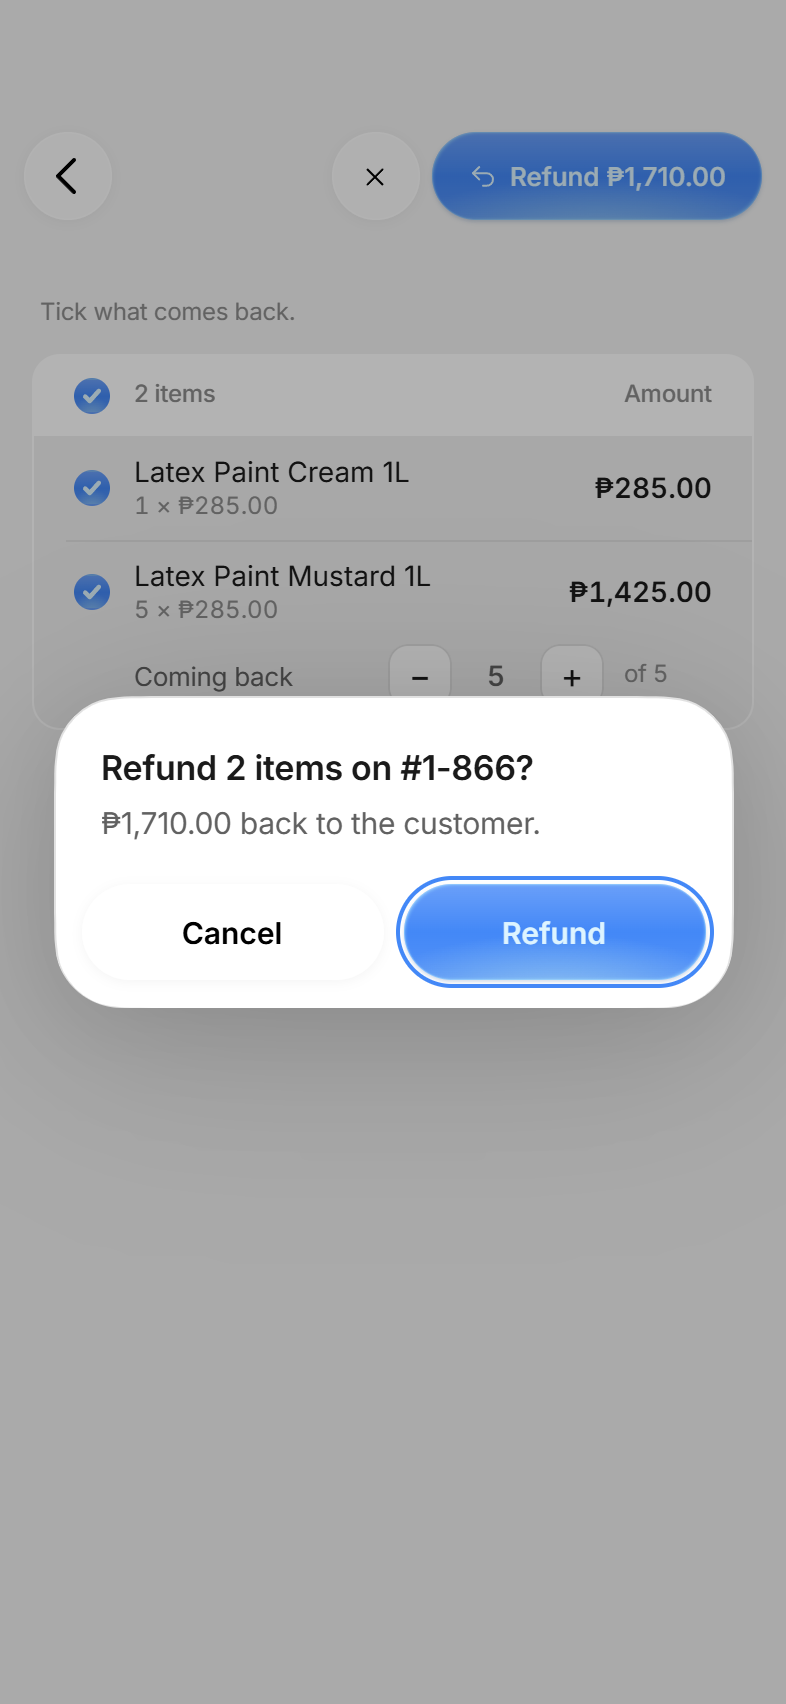 Refund ₱1,710.00
Tick what comes back.
2 items Amount
Latex Paint Cream 1L
1 × ₱285.00
₱285.00
Latex Paint Mustard 1L
5 × ₱285.00
₱1,425.00
Coming back − 5 + of 5
Refund 2 items on #1-866?
₱1,710.00 back to the customer.
Cancel Refund